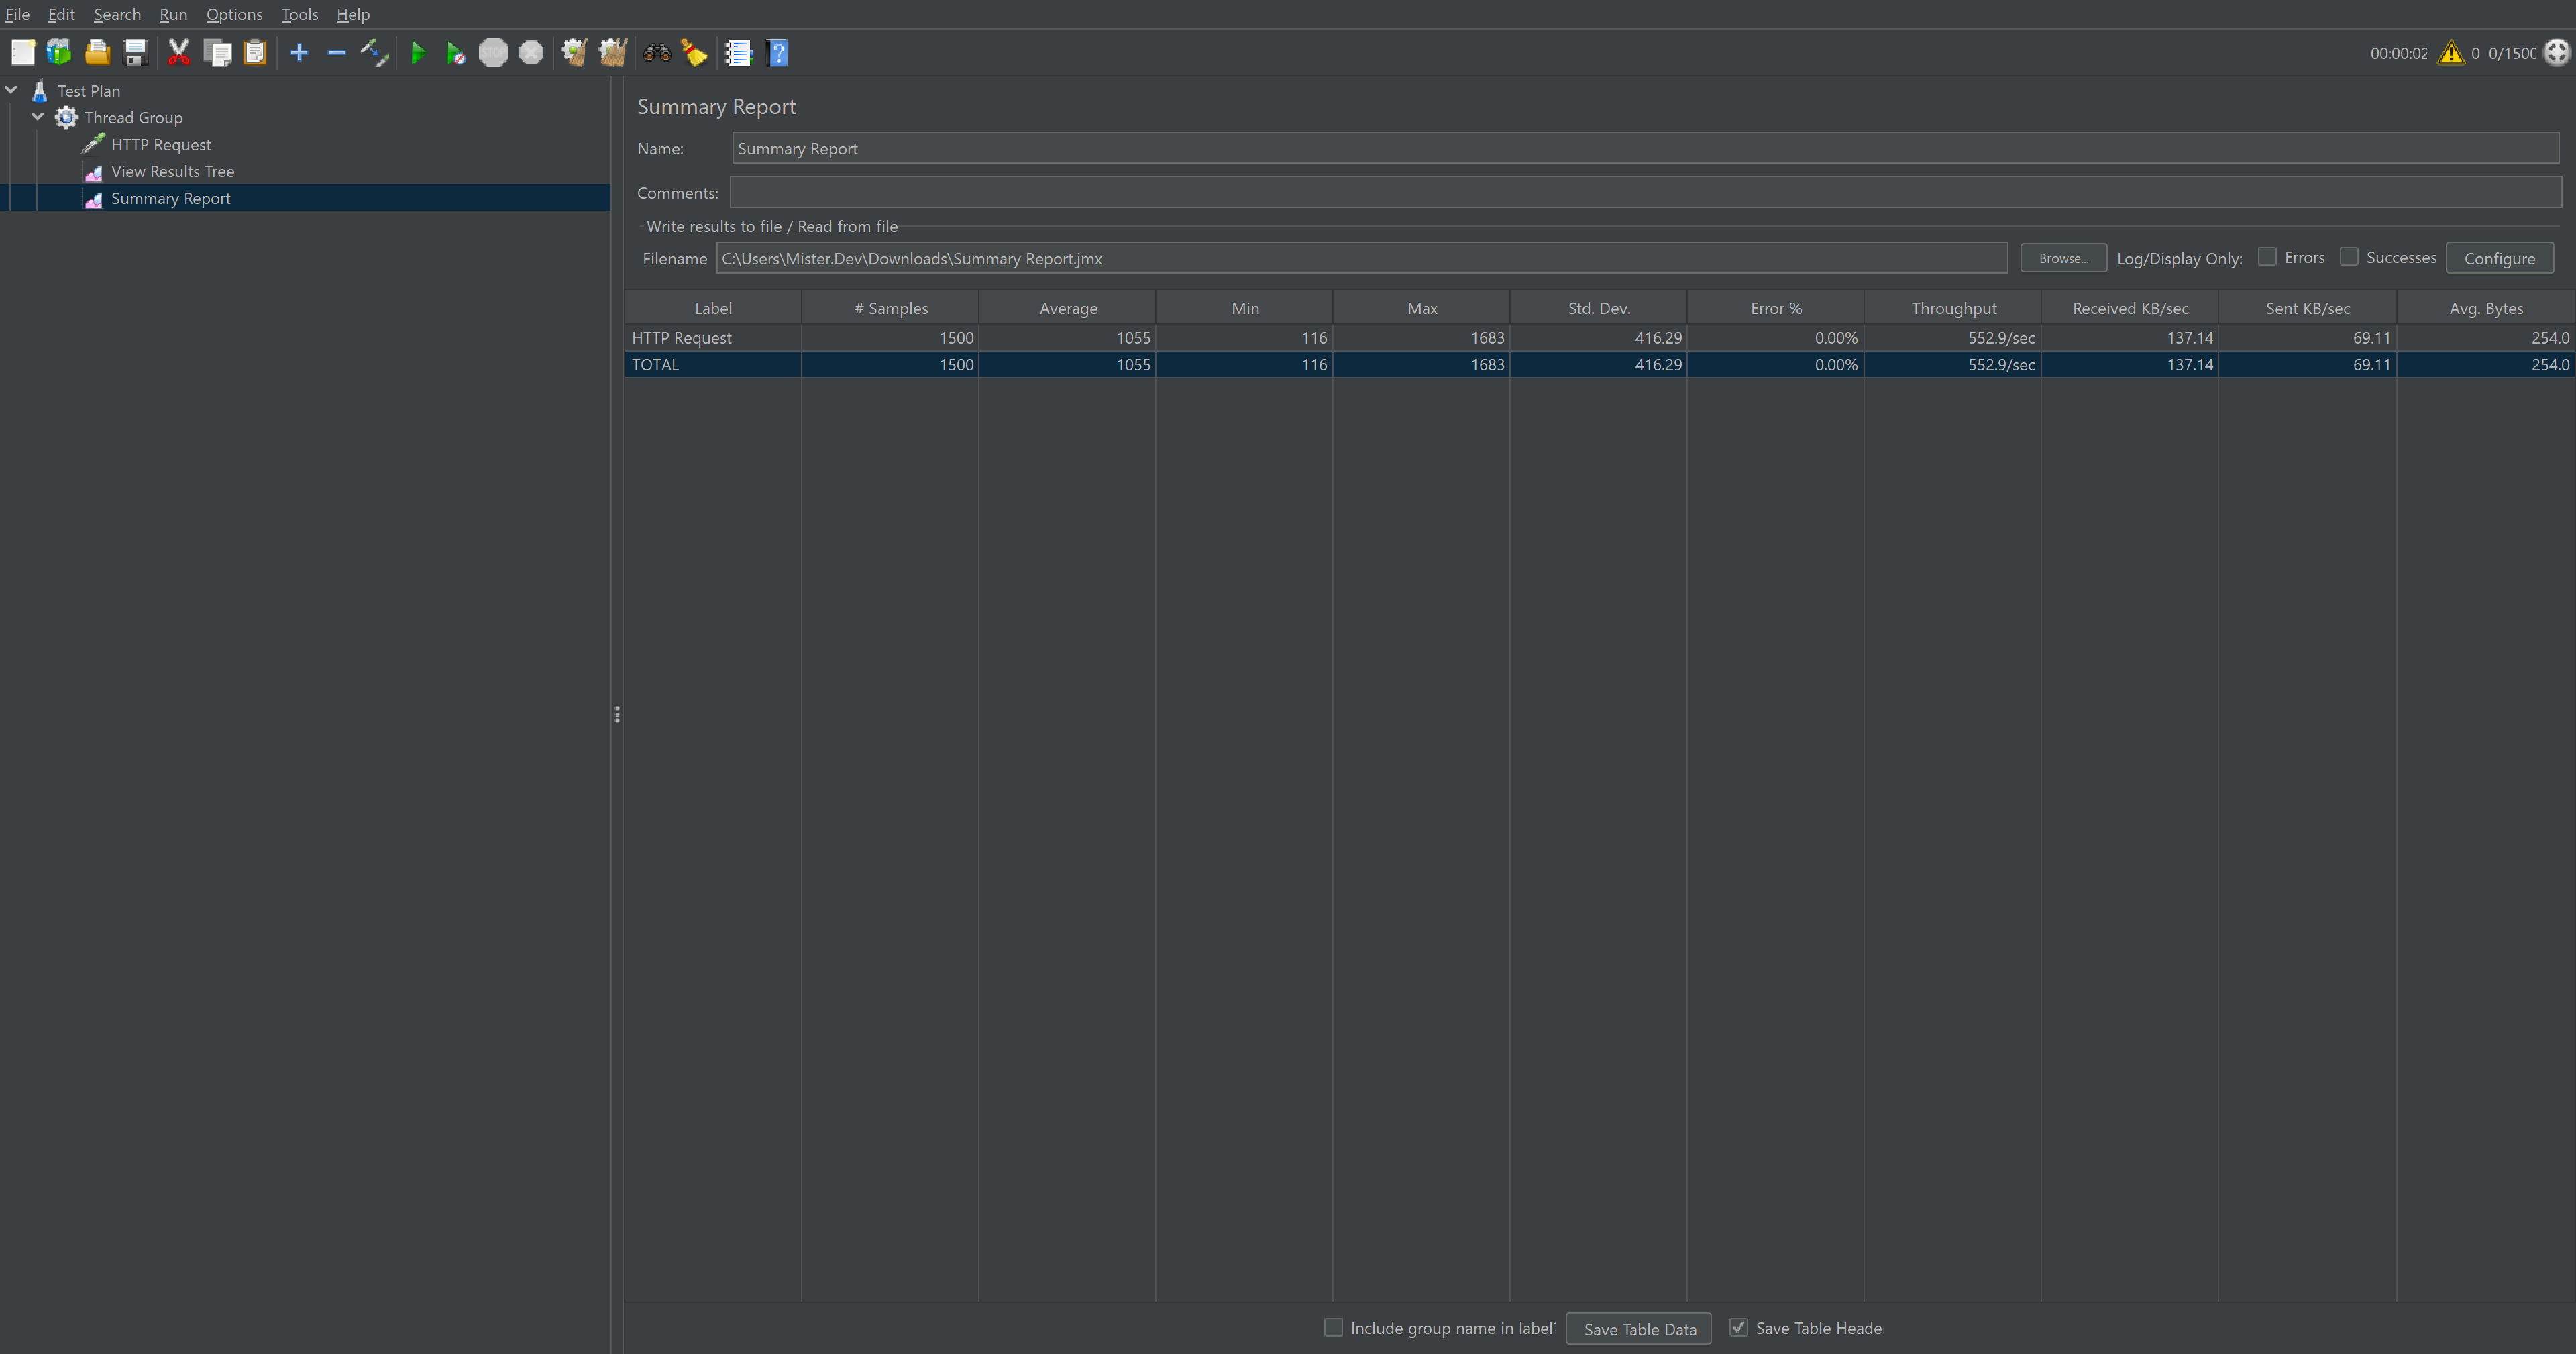 File Edit Search Run Options Tools Help
STOP
00:00:02 0 0/1500
Test Plan
Thread Group
HTTP Request
View Results Tree
Summary Report
Summary Report
Name: Summary Report
Comments:
Write results to file / Read from file
Filename C:\Users\Mister.Dev\Downloads\Summary Report.jmx Browse... Log/Display Only: Errors Successes Configure
Label # Samples Average Min Max Std. Dev. Error % Throughput Received KB/sec Sent KB/sec Avg. Bytes
HTTP Request 1500 1055 116 1683 416.29 0.00% 552.9/sec 137.14 69.11 254.0
TOTAL 1500 1055 116 1683 416.29 0.00% 552.9/sec 137.14 69.11 254.0
Include group name in label? Save Table Data Save Table Heade